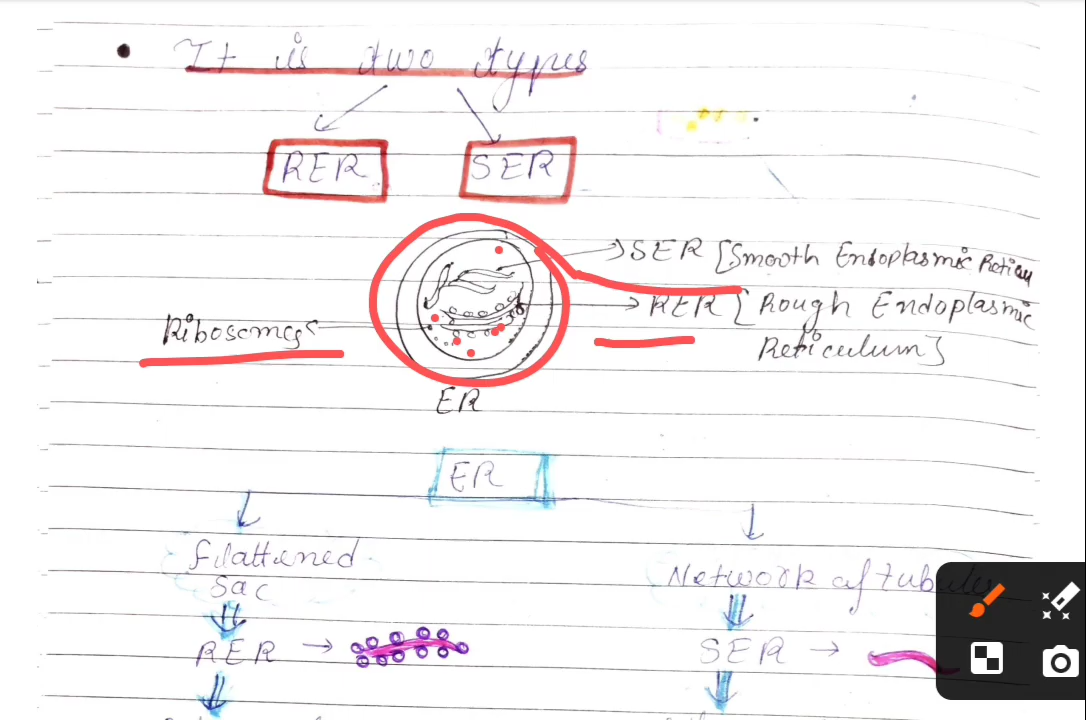 • It is two types
RER SER
SER [Smooth Endoplasmic Reticu
Ribosomes RER [Rough Endoplasmic
Reticulum]
ER
ER
flattened
Sac Network of tubul
RER → SER →